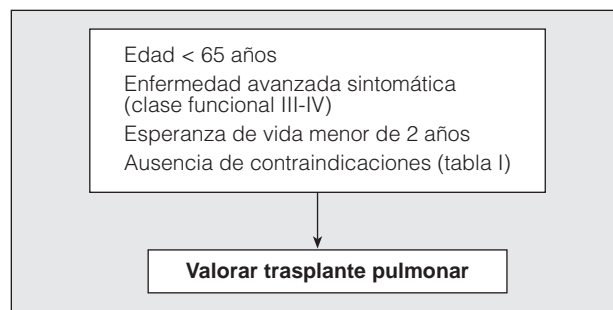 Edad < 65 años
Enfermedad avanzada sintomática
(clase funcional III-IV)
Esperanza de vida menor de 2 años
Ausencia de contraindicaciones (tabla I)
Valorar trasplante pulmonar